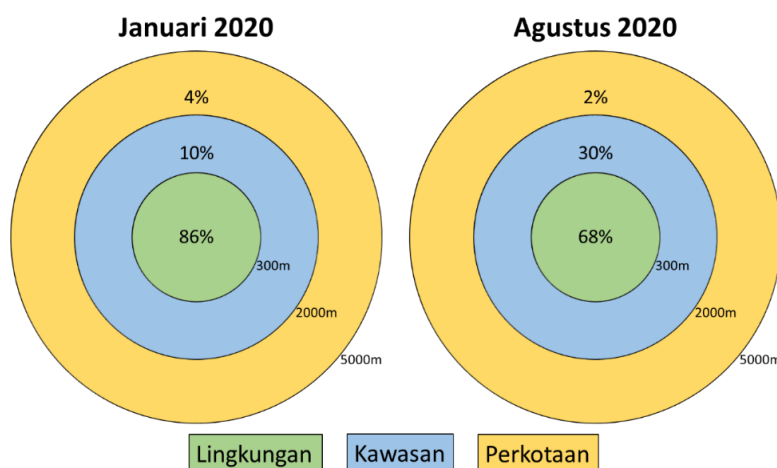 Januari 2020
4%
10%
86%
300m
2000m
5000m
Agustus 2020
2%
30%
68%
300m
2000m
5000m
Lingkungan
Kawasan
Perkotaan